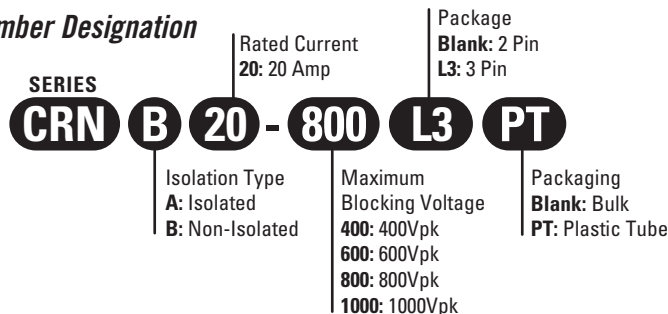 Designation
Rated Current
20: 20 Amp
Package
Blank: 2 Pin
L3: 3 Pin
SERIES
CRN B 20 - 800 L3 PT
Isolation Type
A: Isolated
B: Non-Isolated
Maximum
Blocking Voltage
400: 400Vpk
600: 600Vpk
800: 800Vpk
1000: 1000Vpk
Packaging
Blank: Bulk
PT: Plastic Tube